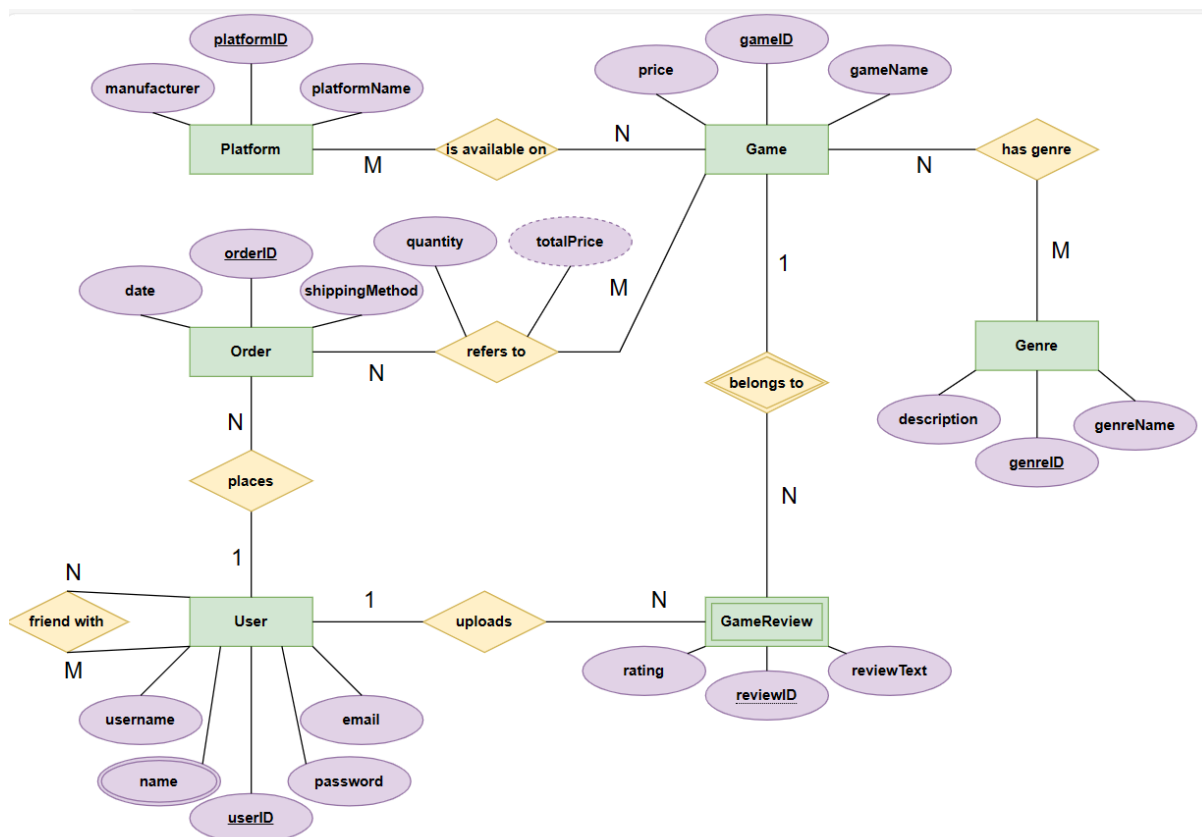 platformID
manufacturer
platformName
Platform
M
is available on
N
gameID
price
gameName
Game
N
has genre
M
Genre
description
genreName
genreID
quantity
totalPrice
orderID
date
shippingMethod
Order
N
refers to
M
1
belongs to
N
N
places
1
N
friend with
M
User
1
uploads
N
GameReview
rating
reviewText
reviewID
username
email
name
password
userID